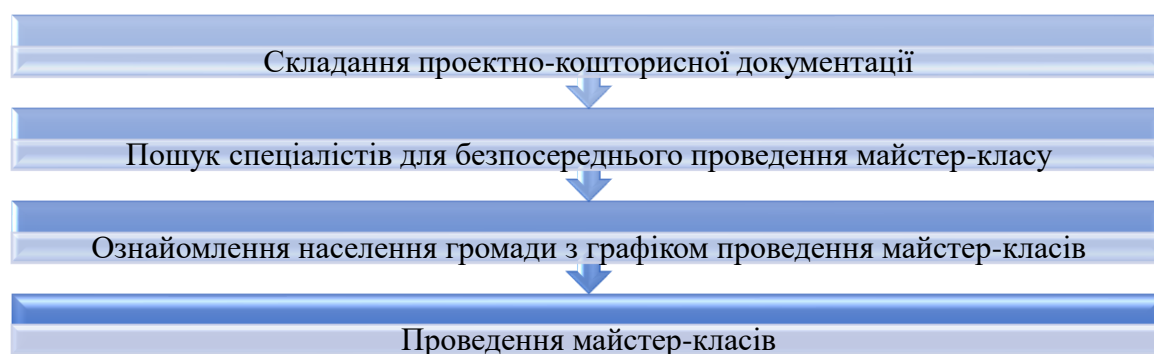 Складання проектно-кошторисної документації
Пошук спеціалістів для безпосереднього проведення майстер-класу
Ознайомлення населення громади з графіком проведення майстер-класів
Проведення майстер-класів